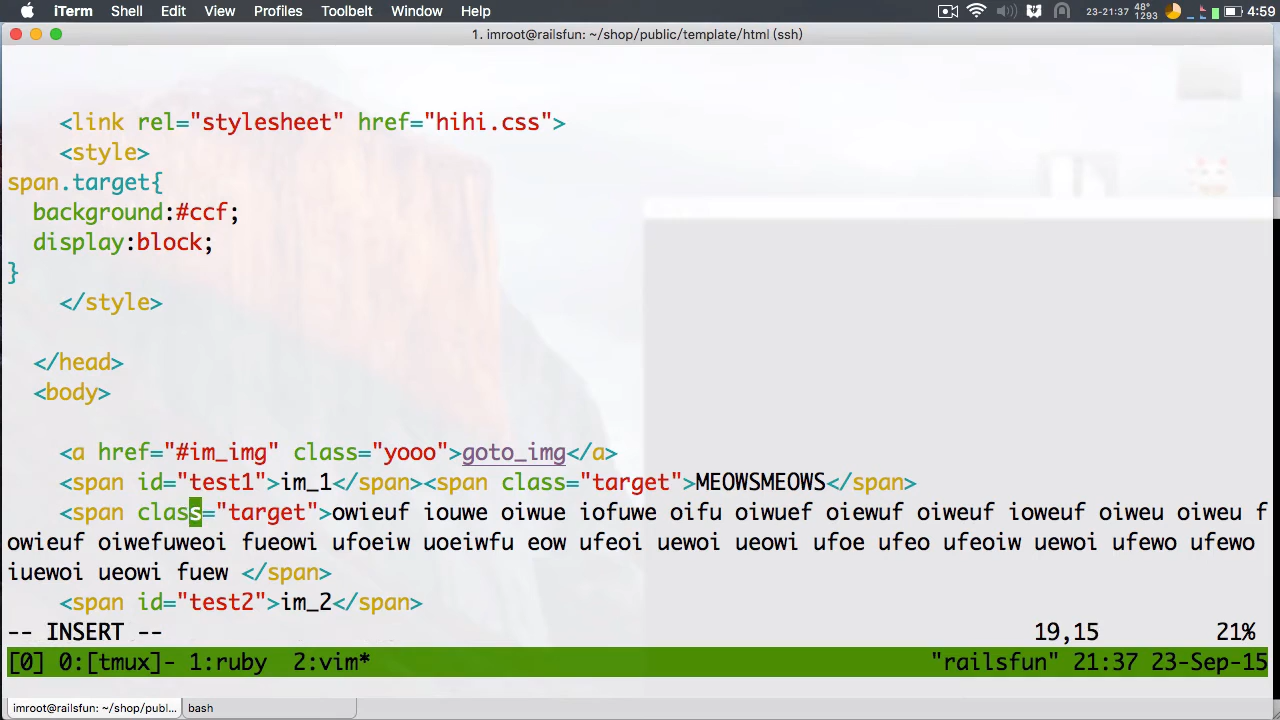 iTerm Shell Edit View Profiles Toolbelt Window Help 23-21:37 48° 1293 4:59
1. imroot@railsfun: ~/shop/public/template/html (ssh)
<link rel="stylesheet" href="hihi.css">
<style>
span.target{
background:#ccf;
display:block;
}
</style>
</head>
<body>
<a href="#im_img" class="yooo">goto_img</a>
<span id="test1">im_1</span><span class="target">MEOWSMEOWS</span>
<span class="target">owieuf iouwe oiwue iofuwe oifu oiwuef oiewuf oiweuf ioweuf oiweu oiweu f
owieuf oiwefuweoi fueowi ufoeiw uoeiwfu eow ufeoi uewoi ueowi ufoe ufeo ufeoiw uewoi ufewo ufewo
iuewoi ueowi fuew </span>
<span id="test2">im_2</span>
-- INSERT -- 19,15 21%
[0] 0:[tmux]- 1:ruby 2:vim* "railsfun" 21:37 23-Sep-15
imroot@railsfun: ~/shop/publ... bash